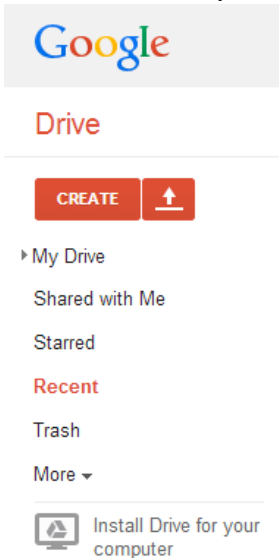 Google
Drive
CREATE
My Drive
Shared with Me
Starred
Recent
Trash
More
Install Drive for your
computer